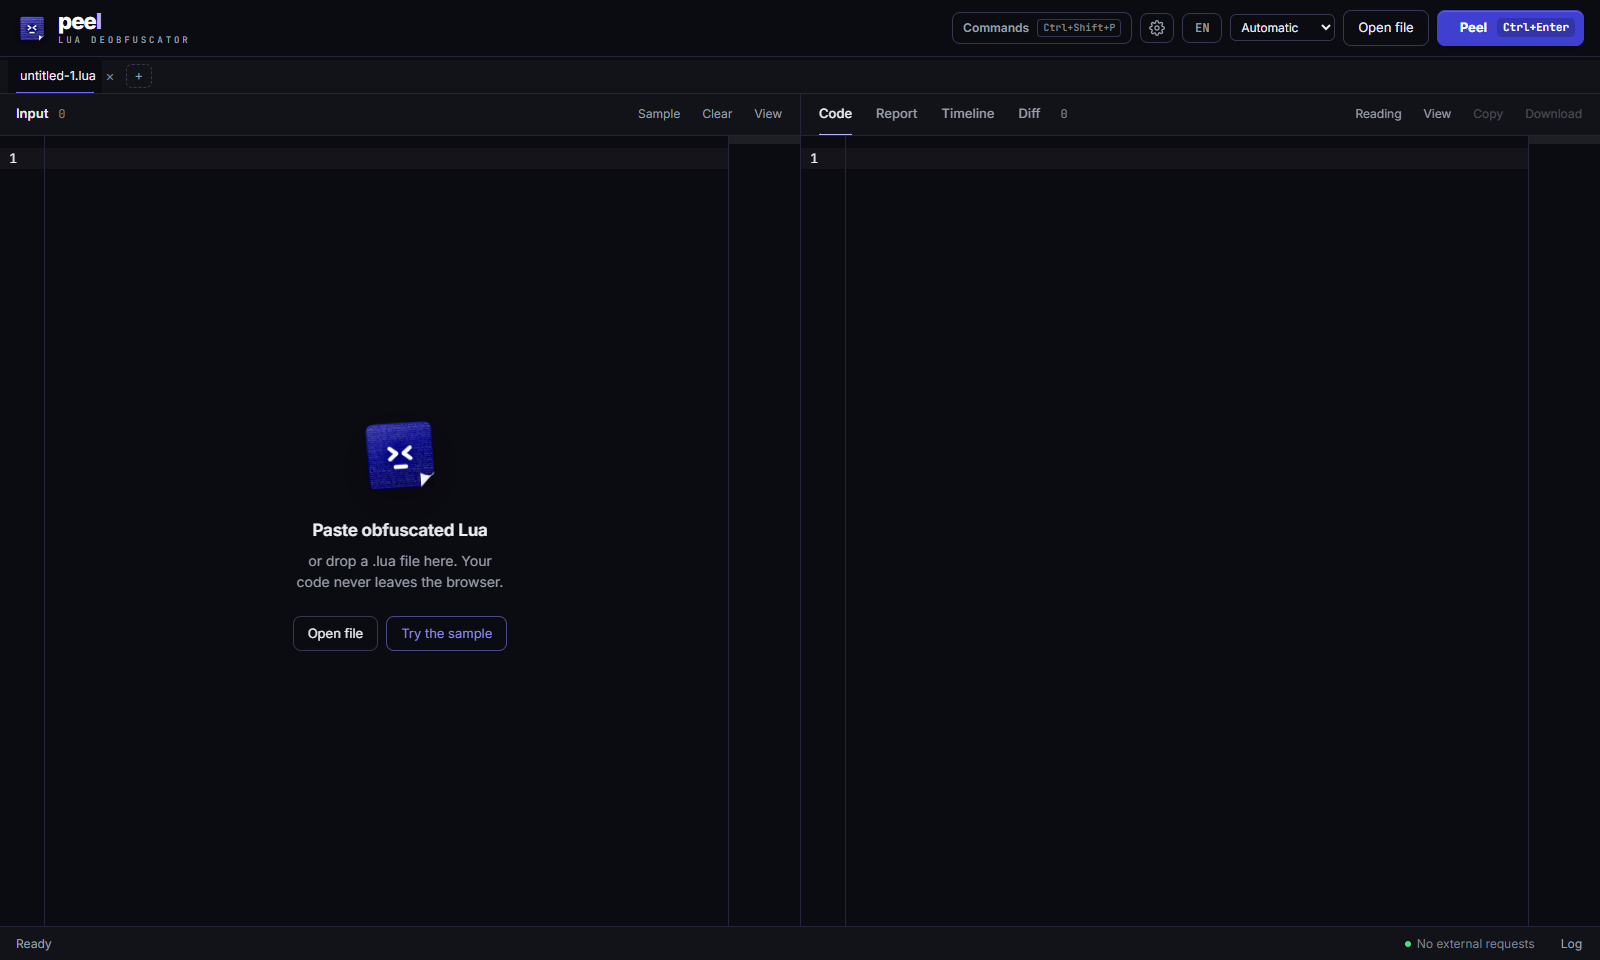 peel
LUA DEOBFUSCATOR
Commands Ctrl+Shift+P
EN
Automatic
Open file
Peel Ctrl+Enter
untitled-1.lua × +
Input 0
Sample Clear View
Code Report Timeline Diff 0
Reading View Copy Download
1
1
Paste obfuscated Lua
or drop a .lua file here. Your
code never leaves the browser.
Open file
Try the sample
Ready
No external requests
Log